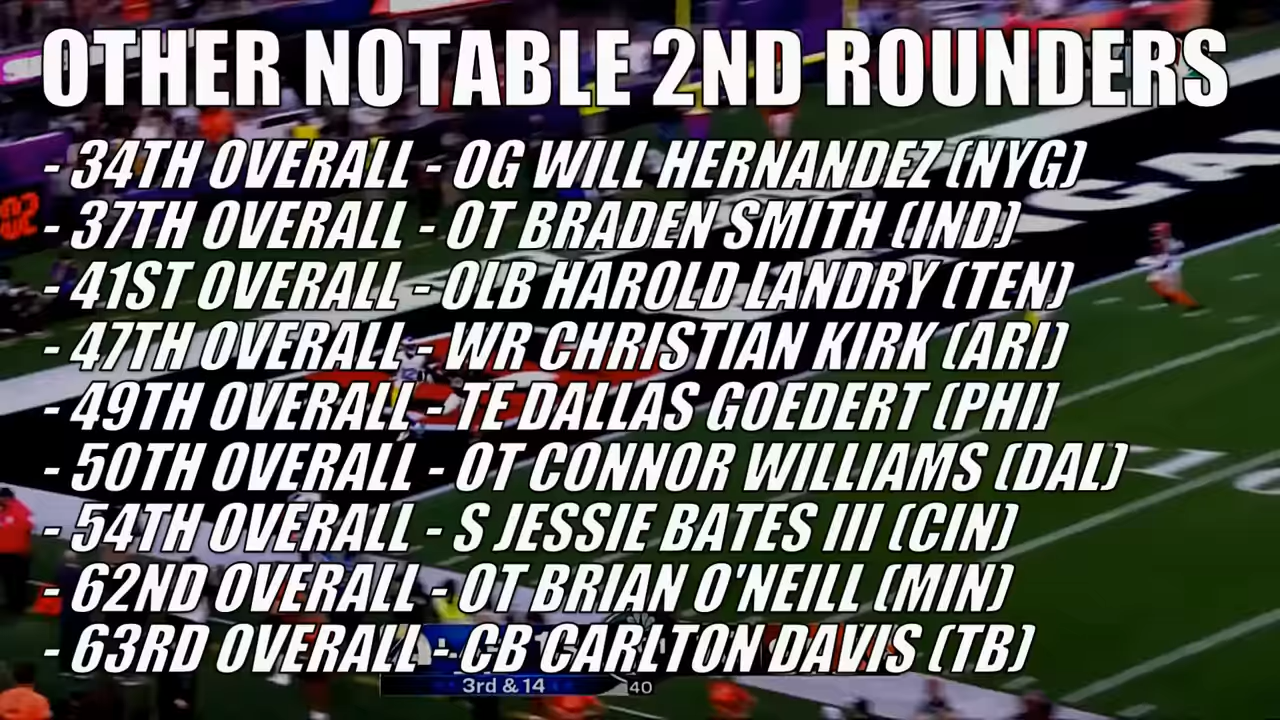 OTHER NOTABLE 2ND ROUNDERS
- 34TH OVERALL - OG WILL HERNANDEZ (NYG)
- 37TH OVERALL - OT BRADEN SMITH (IND)
- 41ST OVERALL - OLB HAROLD LANDRY (TEN)
- 47TH OVERALL - WR CHRISTIAN KIRK (ARI)
- 49TH OVERALL - TE DALLAS GOEDERT (PHI)
- 50TH OVERALL - OT CONNOR WILLIAMS (DAL)
- 54TH OVERALL - S JESSIE BATES III (CIN)
- 62ND OVERALL - OT BRIAN O'NEILL (MIN)
- 63RD OVERALL - CB CARLTON DAVIS (TB)
3rd & 14
40